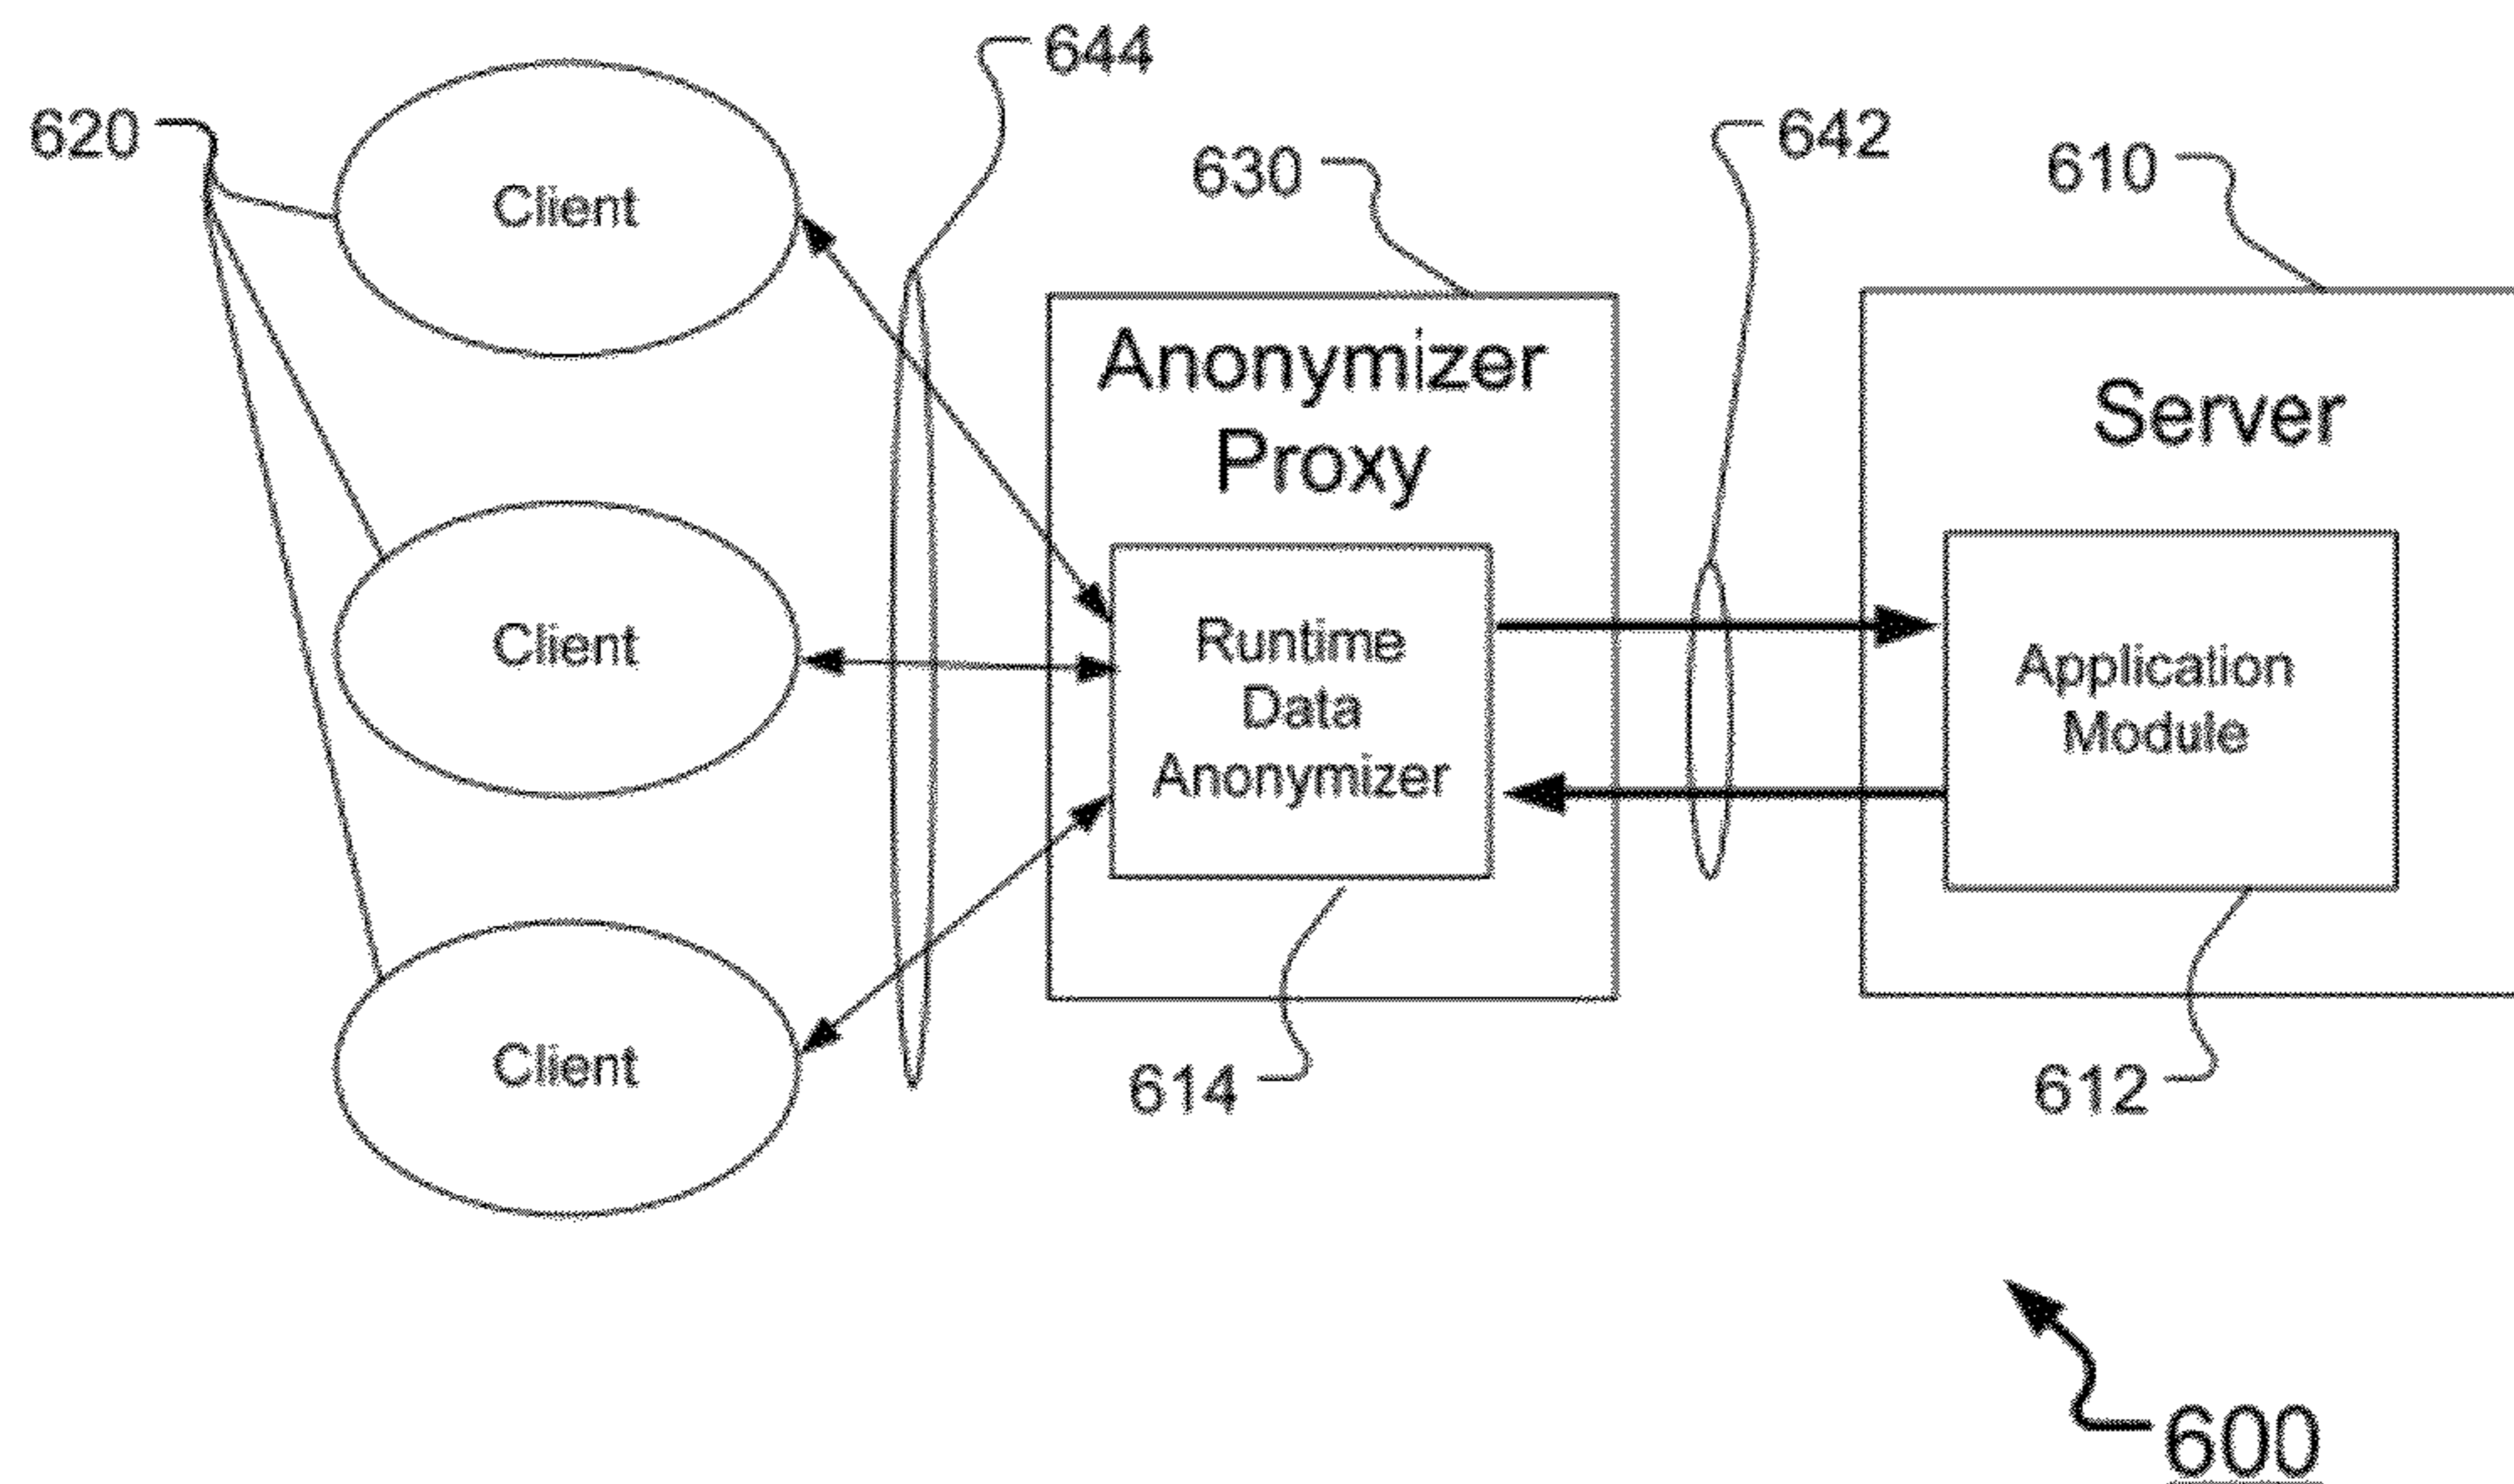 644
620
Client
630
642
610
Anonymizer
Proxy
Server
Client
Runtime
Data
Anonymizer
Application
Module
Client
614
612
600